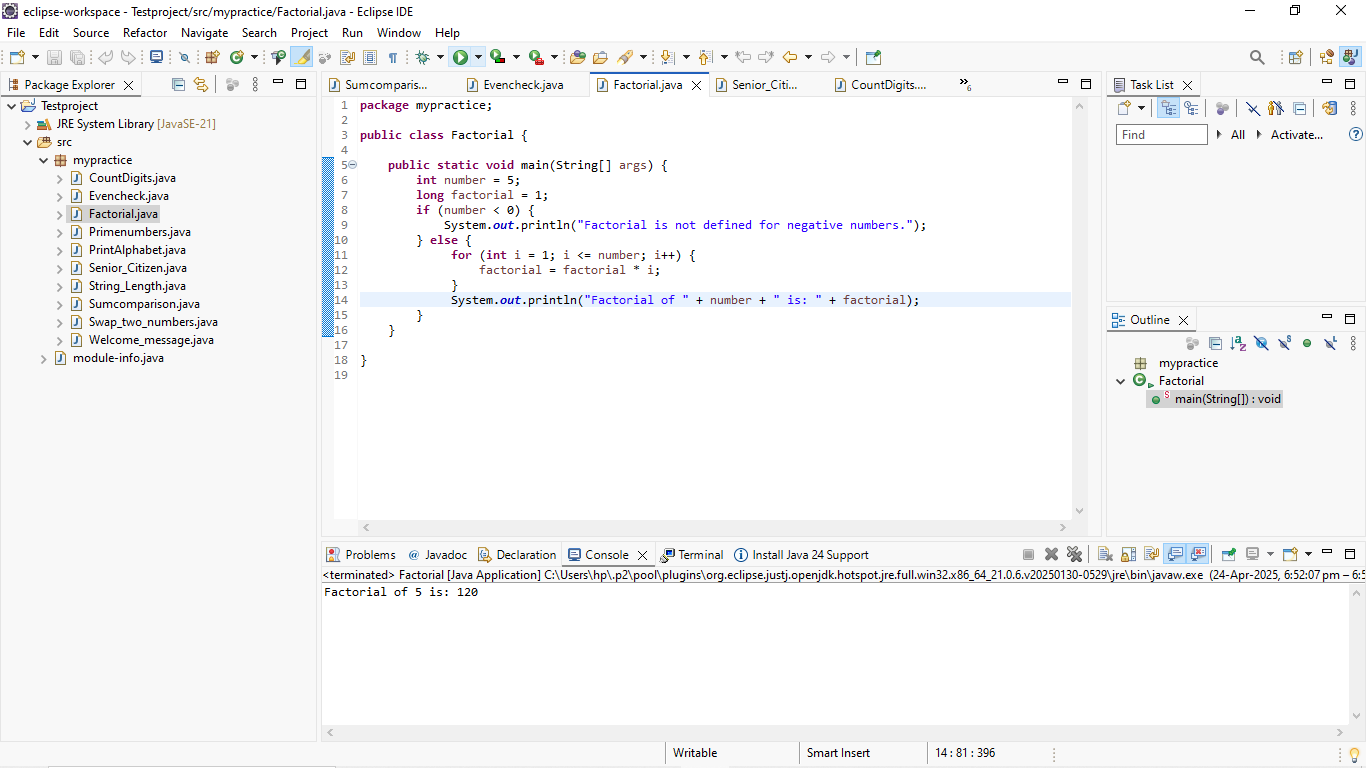 eclipse-workspace - Testproject/src/mypractice/Factorial.java - Eclipse IDE
File Edit Source Refactor Navigate Search Project Run Window Help
Package Explorer
Testproject
JRE System Library [JavaSE-21]
src
mypractice
CountDigits.java
Evencheck.java
Factorial.java
Primenumbers.java
PrintAlphabet.java
Senior_Citizen.java
String_Length.java
Sumcomparison.java
Swap_two_numbers.java
Welcome_message.java
module-info.java
Sumcomparis... Evencheck.java Factorial.java Senior_Citi... CountDigits.... »6
1 package mypractice;
2
3 public class Factorial {
4
5     public static void main(String[] args) {
6         int number = 5;
7         long factorial = 1;
8         if (number < 0) {
9             System.out.println("Factorial is not defined for negative numbers.");
10         } else {
11              for (int i = 1; i <= number; i++) {
12                  factorial = factorial * i;
13              }
14              System.out.println("Factorial of " + number + " is: " + factorial);
15         }
16     }
17
18 }
19
Task List
Find All Activate...
Outline
mypractice
Factorial
main(String[]) : void
Problems @ Javadoc Declaration Console Terminal Install Java 24 Support
<terminated> Factorial [Java Application] C:\Users\hp\.p2\pool\plugins\org.eclipse.justj.openjdk.hotspot.jre.full.win32.x86_64_21.0.6.v20250130-0529\jre\bin\javaw.exe (24-Apr-2025, 6:52:07 pm – 6:5
Factorial of 5 is: 120
Writable Smart Insert 14 : 81 : 396